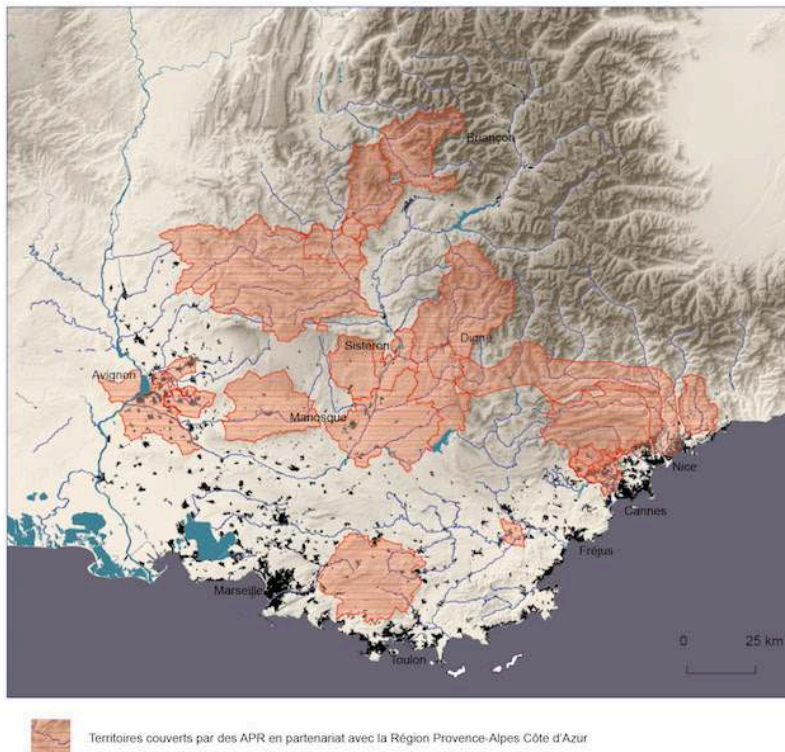 Briançon
Sisteron
Digne
Avignon
Manosque
Nice
Cannes
Fréjus
Marseille
Toulon
0 25 km
Territoires couverts par des APR en partenariat avec la Région Provence-Alpes Côte d'Azur